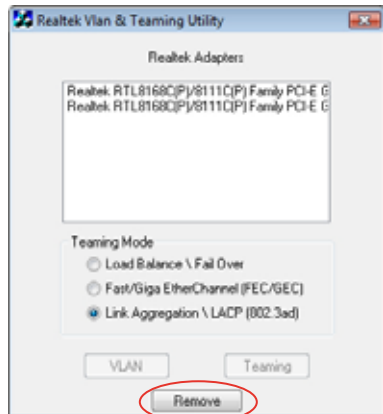 Realtek Vlan & Teaming Utility
Realtek Adapters
Realtek RTL8168C(P)/8111C(P) Family PCI-E G
Realtek RTL8168C(P)/8111C(P) Family PCI-E G
Teaming Mode
Load Balance \ Fail Over
Fast/Giga EtherChannel (FEC/GEC)
Link Aggregation \ LACP (802.3ad)
VLAN Teaming
Remove